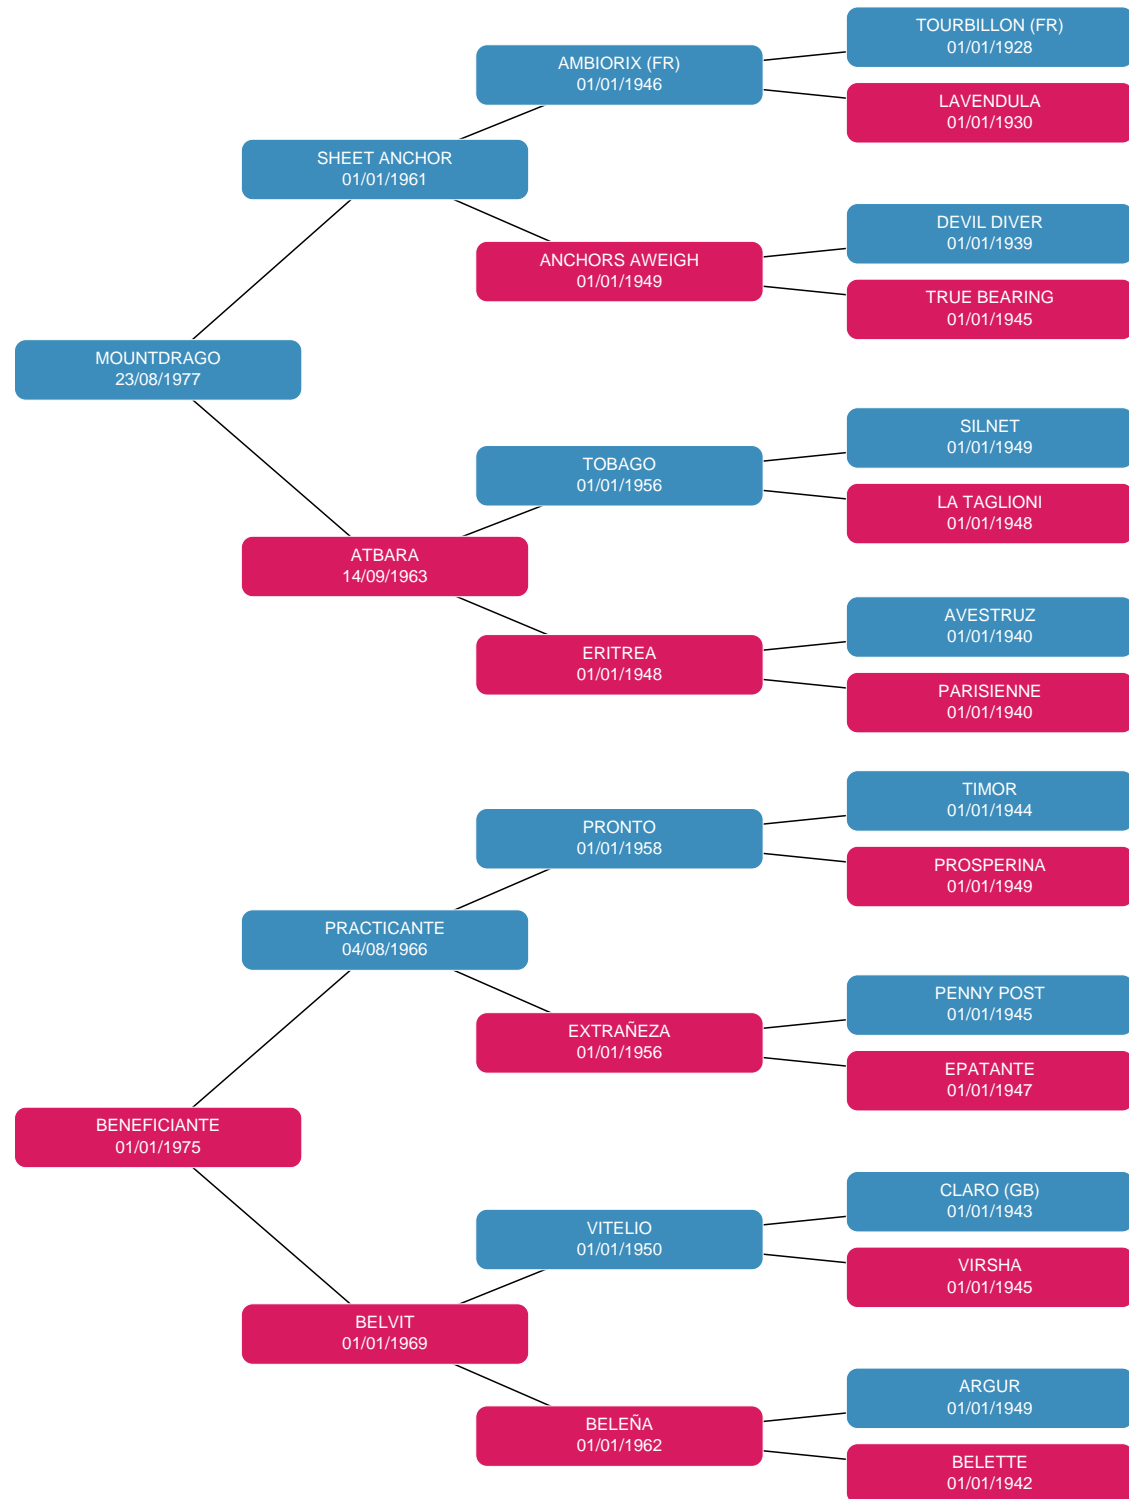 TOURBILLON (FR)
01/01/1928
AMBIORIX (FR)
01/01/1946
LAVENDULA
01/01/1930
SHEET ANCHOR
01/01/1961
DEVIL DIVER
01/01/1939
ANCHORS AWEIGH
01/01/1949
TRUE BEARING
01/01/1945
MOUNTDRAGO
23/08/1977
SILNET
01/01/1949
TOBAGO
01/01/1956
LA TAGLIONI
01/01/1948
ATBARA
14/09/1963
AVESTRUZ
01/01/1940
ERITREA
01/01/1948
PARISIENNE
01/01/1940
TIMOR
01/01/1944
PRONTO
01/01/1958
PROSPERINA
01/01/1949
PRACTICANTE
04/08/1966
PENNY POST
01/01/1945
EXTRAÑEZA
01/01/1956
EPATANTE
01/01/1947
BENEFICIANTE
01/01/1975
CLARO (GB)
01/01/1943
VITELIO
01/01/1950
VIRSHA
01/01/1945
BELVIT
01/01/1969
ARGUR
01/01/1949
BELEÑA
01/01/1962
BELETTE
01/01/1942